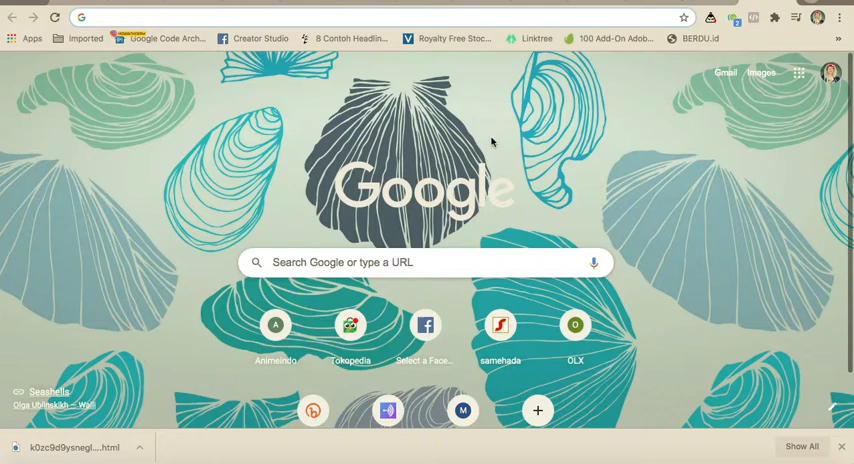 Apps Imported Google Code Arch... Creator Studio 8 Contoh Headlin... Royalty Free Stoc... Linktree 100 Add-On Adob... BERDU.id »
Gmail Images
Google
Search Google or type a URL
A O
Animeindo Tokopedia Select a Face... samehada OLX
Seashells
Olga Ublinskikh — Walli
M
k0zc9d9ysnegl....html Show All